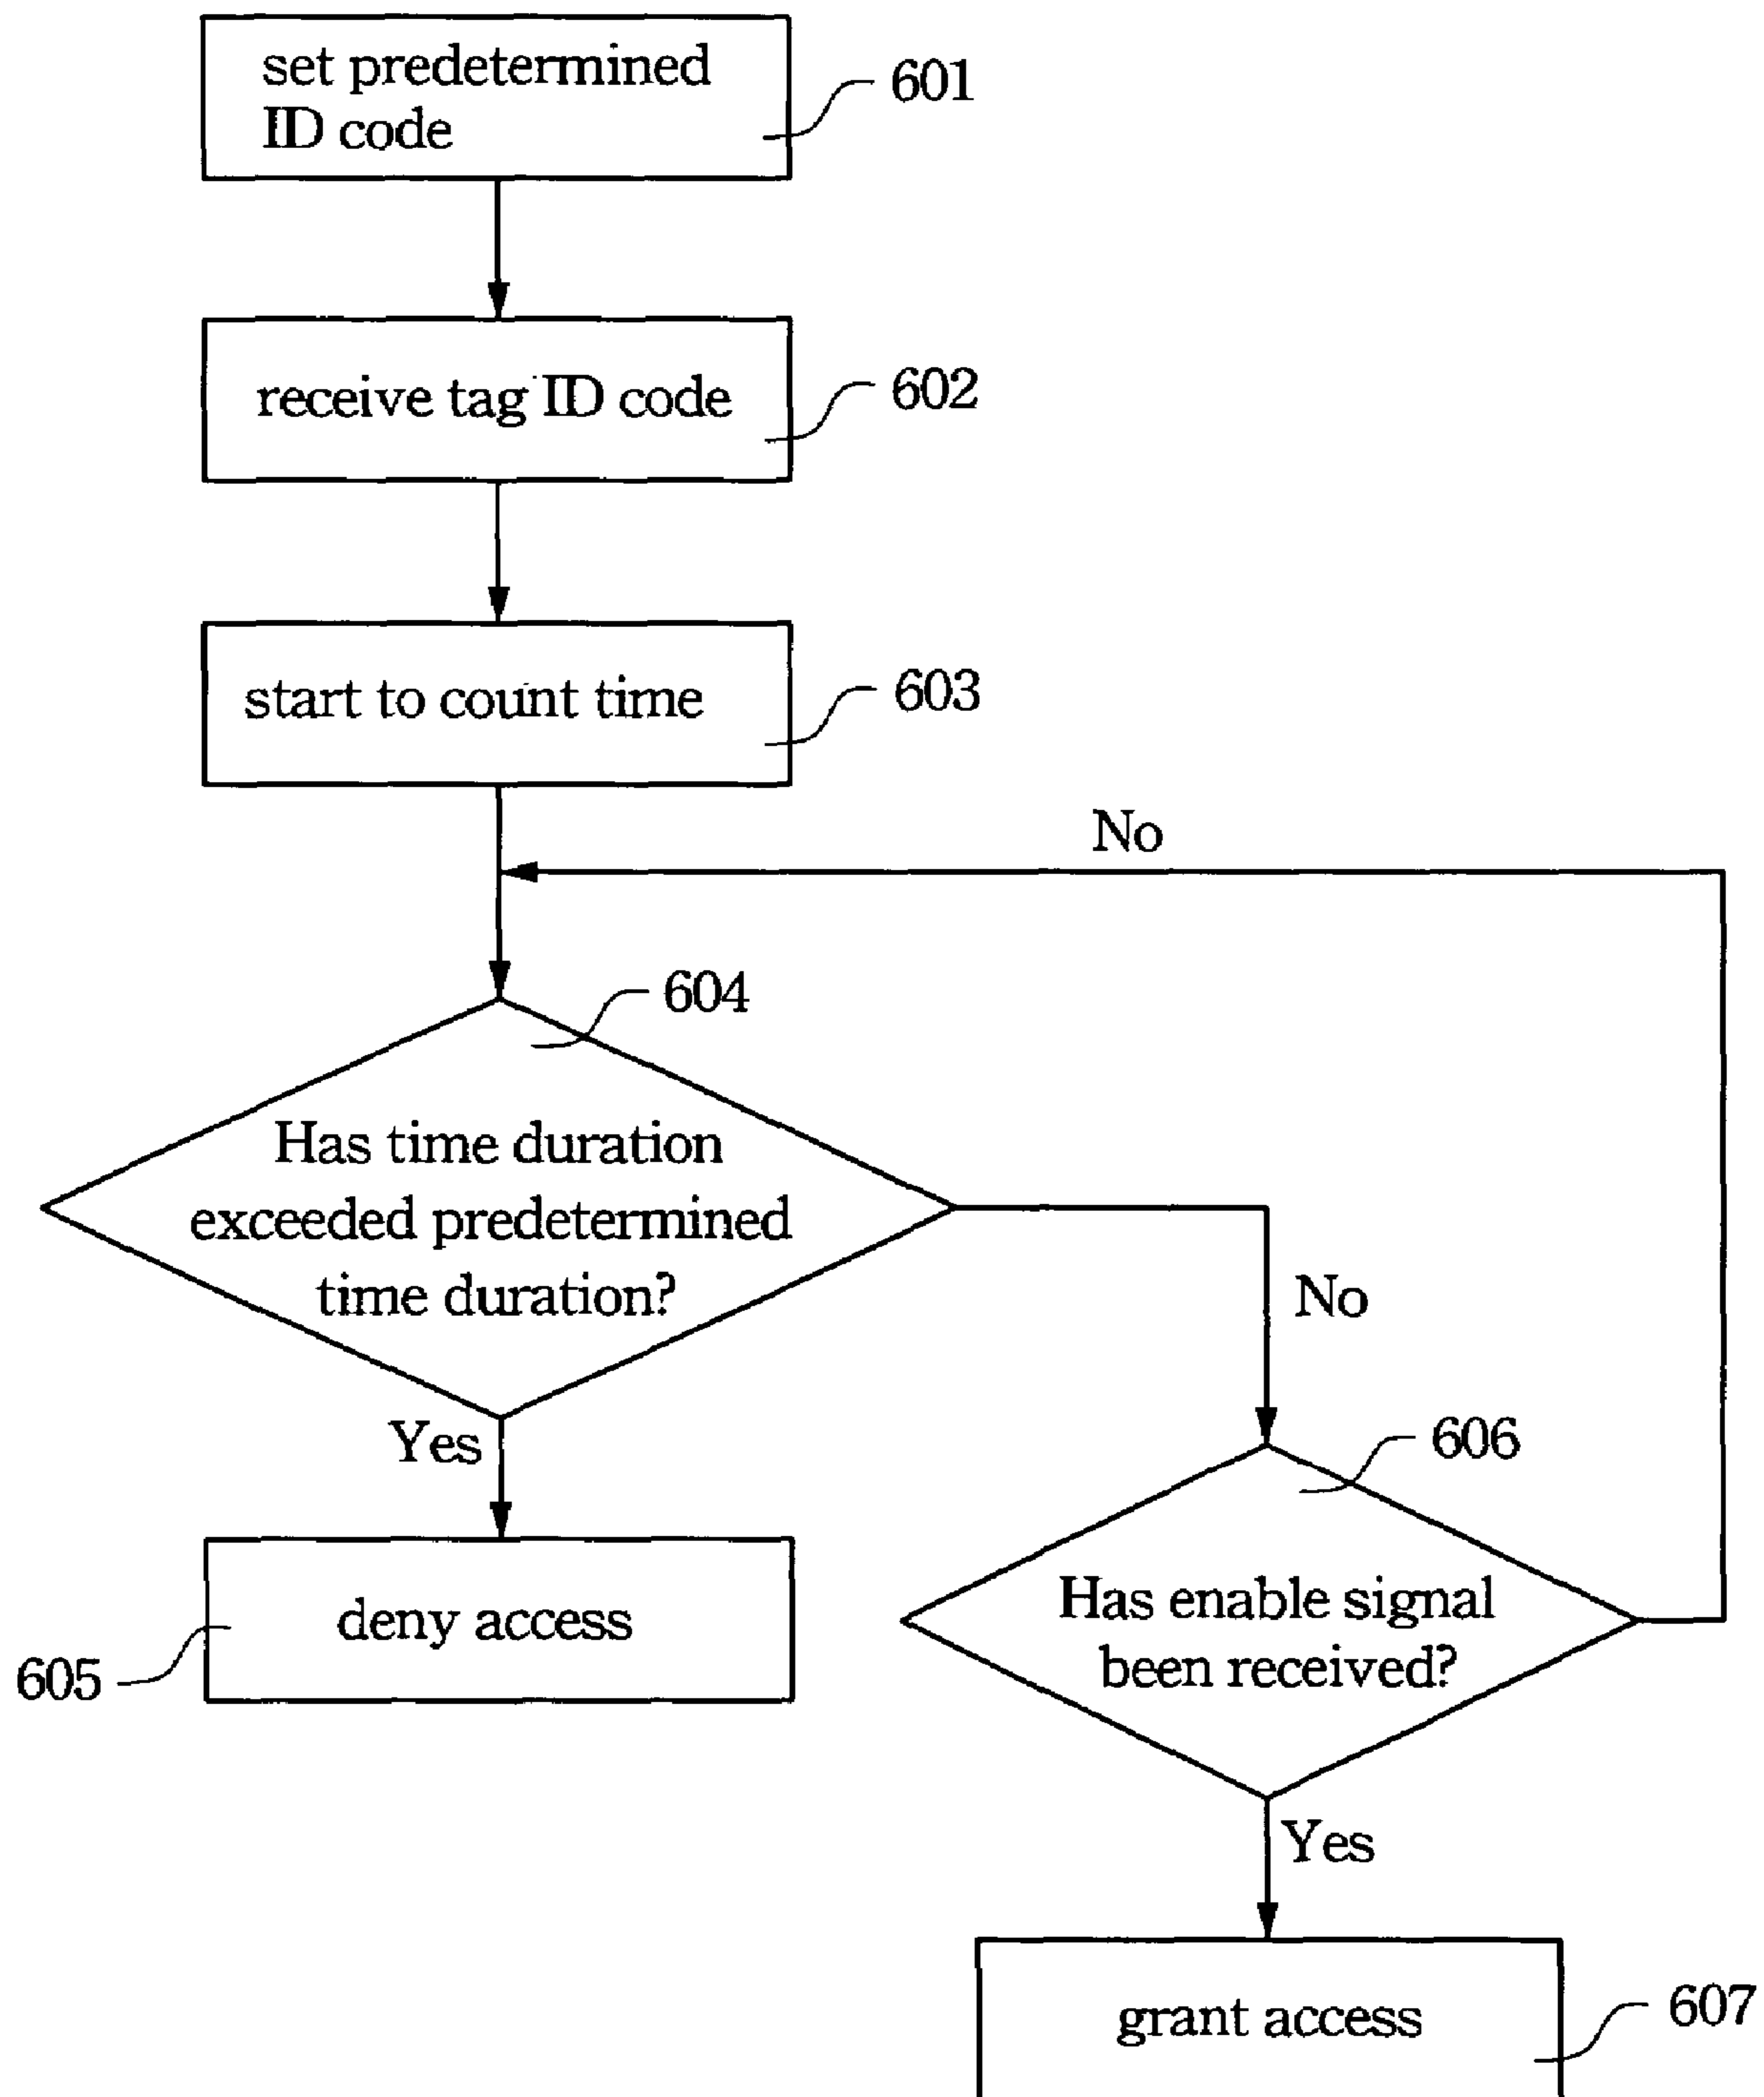 set predetermined
ID code
601
receive tag ID code
602
start to count time
603
No
604
Has time duration
exceeded predetermined
time duration?
No
Yes
606
deny access
605
Has enable signal
been received?
Yes
grant access
607